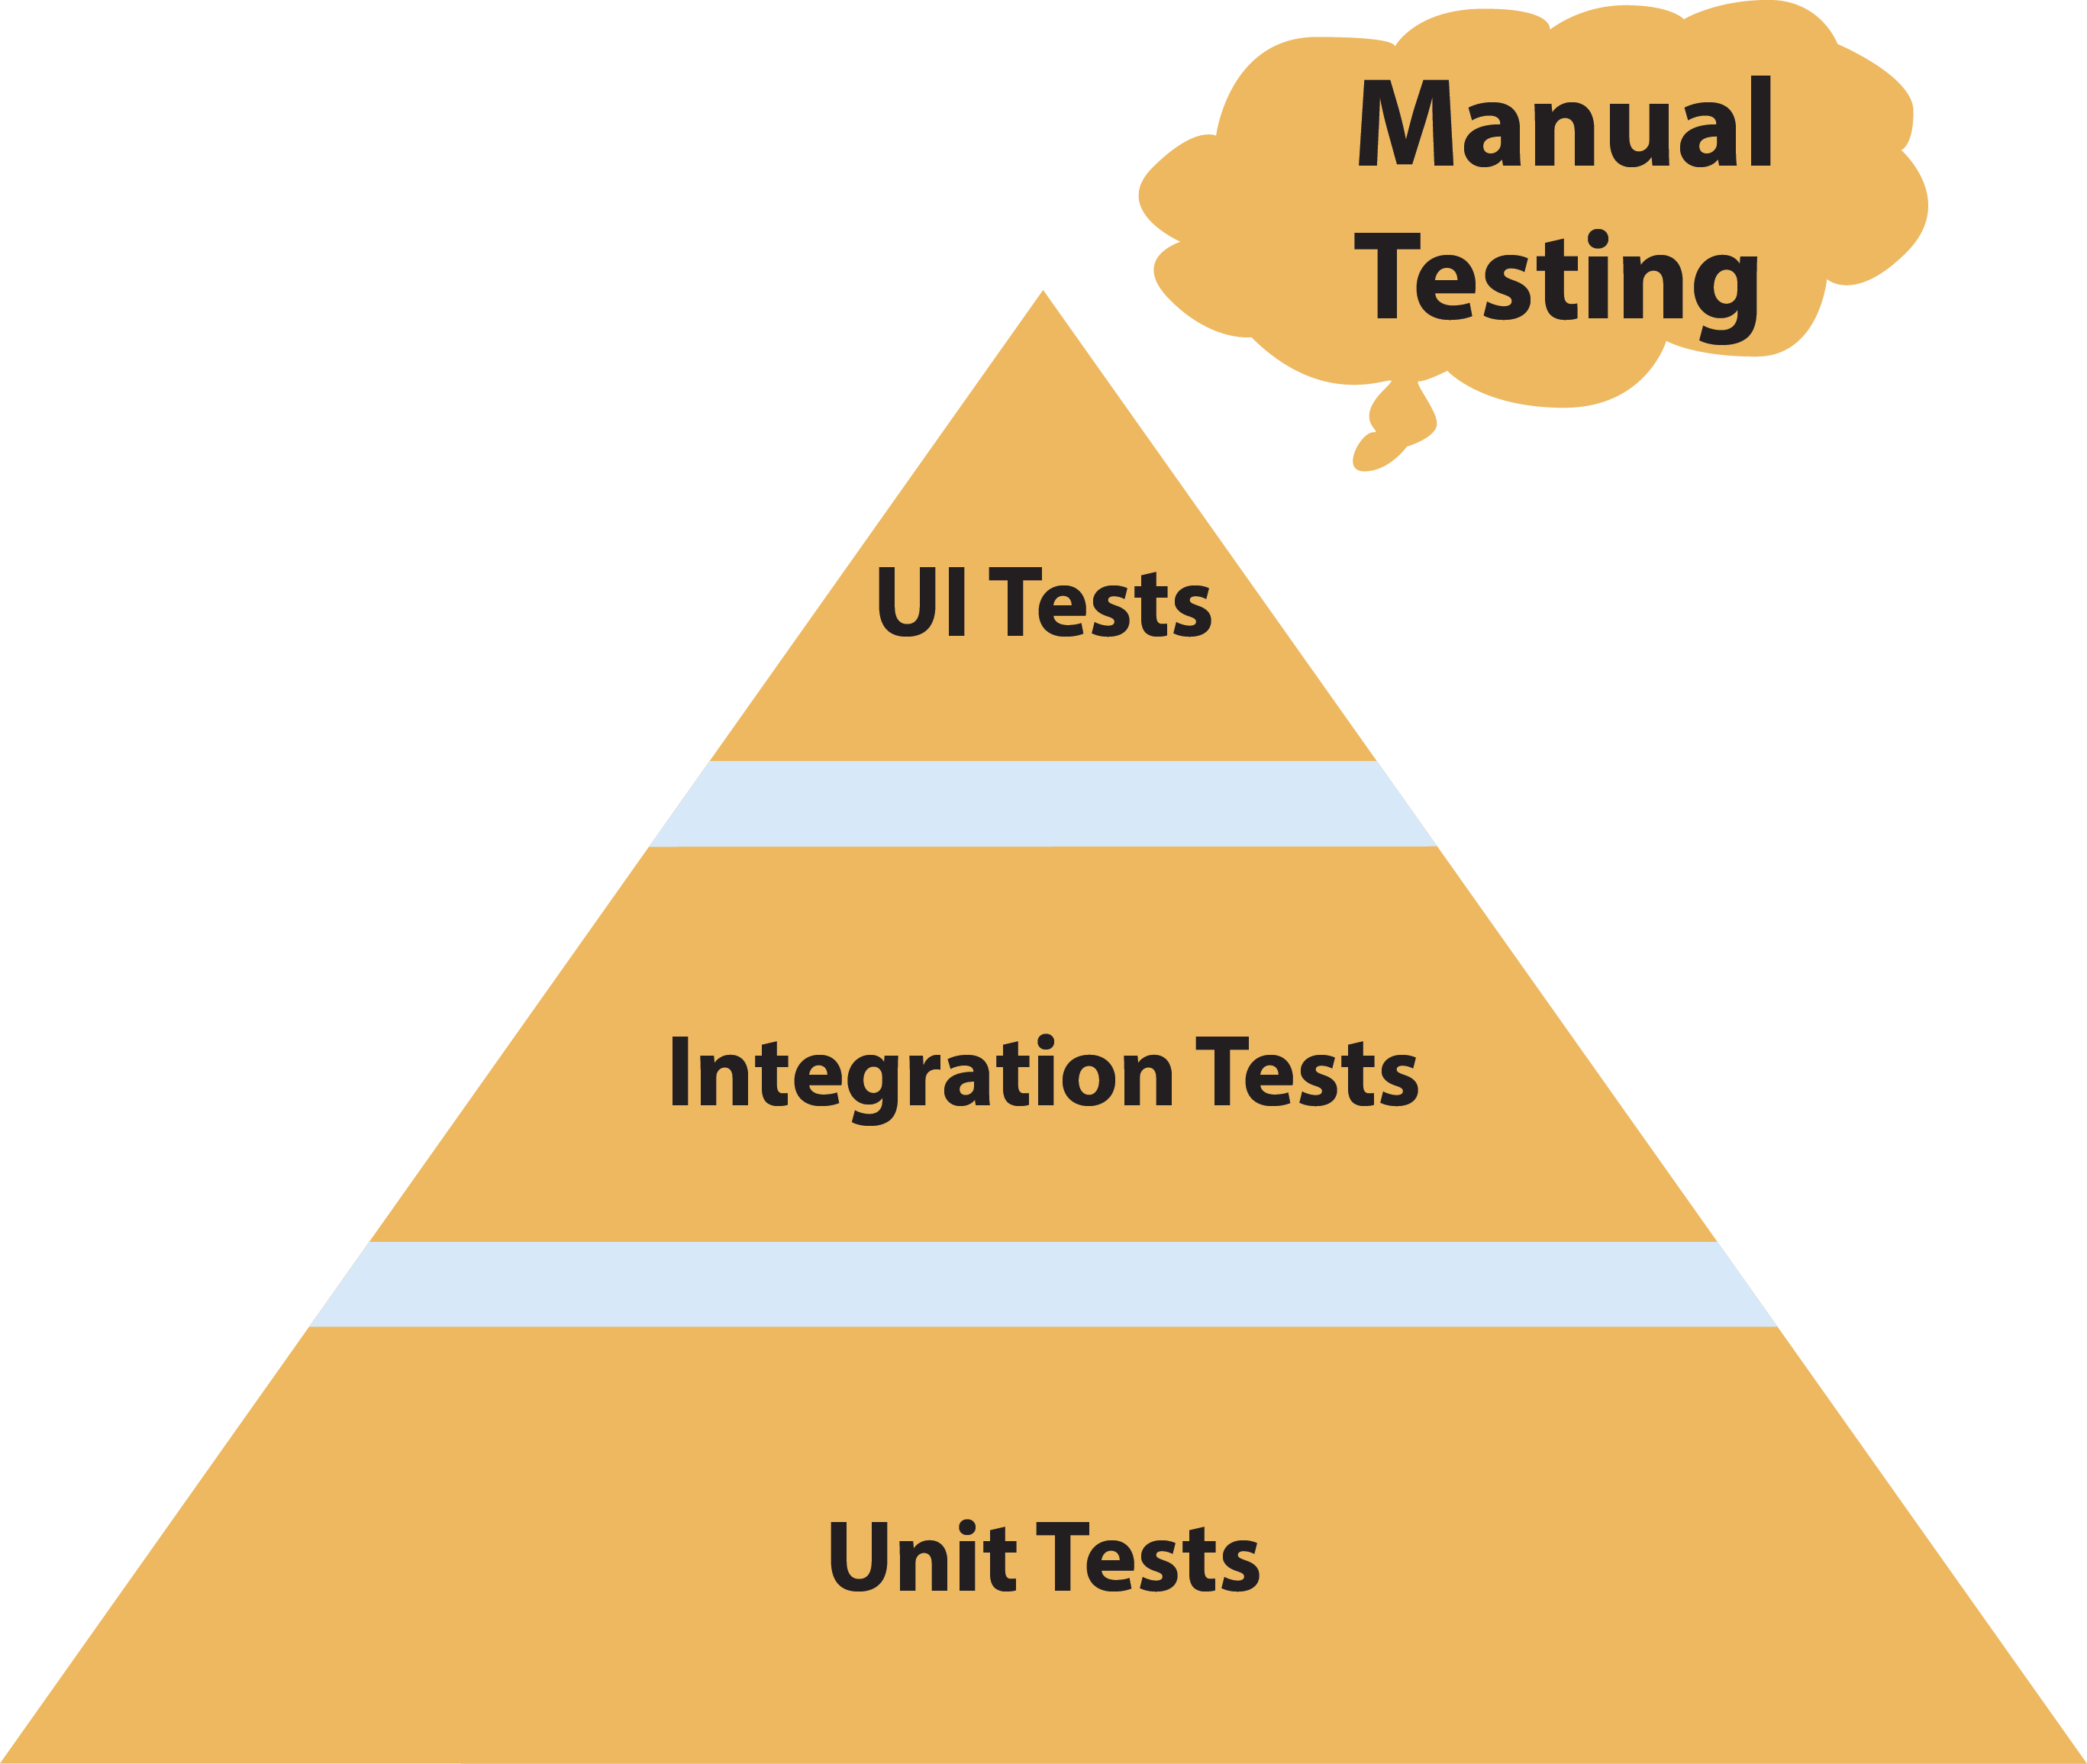 Manual
Testing
UI Tests
Integration Tests
Unit Tests